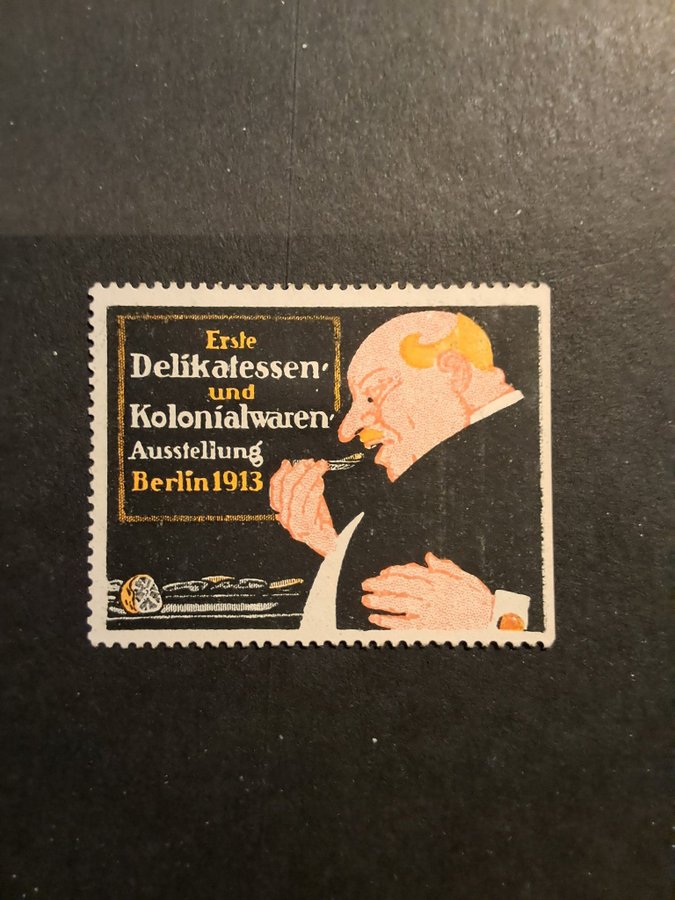 Erste
Delikatessen-
und
Kolonialwaren-
Ausstellung
Berlin 1913